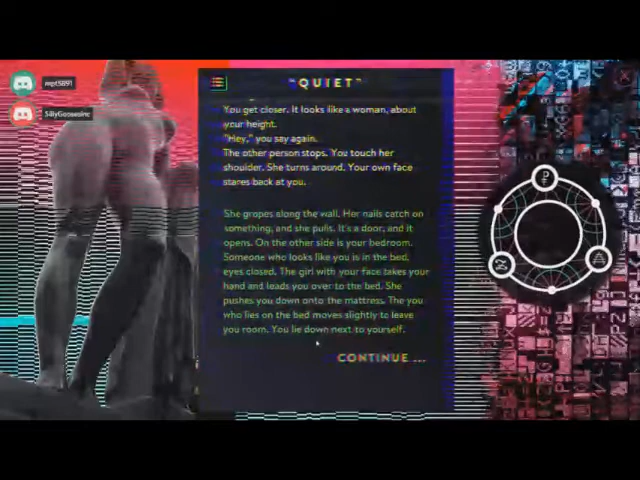 mpt5891
"QUIET"
You get closer. It looks like a woman, about
your height.
SillyGooseine
"Hey," you say again.
The other person stops. You touch her
shoulder. She turns around. Your own face
stares back at you.
She gropes along the wall. Her nails catch on
something, and she pulls. It's a door, and it
opens. On the other side is your bedroom.
Someone who looks like you is in the bed,
eyes closed. The girl with your face takes your
hand and leads you over to the bed. She
pushes you down onto the mattress. The you
who lies on the bed moves slightly to leave
you room. You lie down next to yourself.
CONTINUE ...